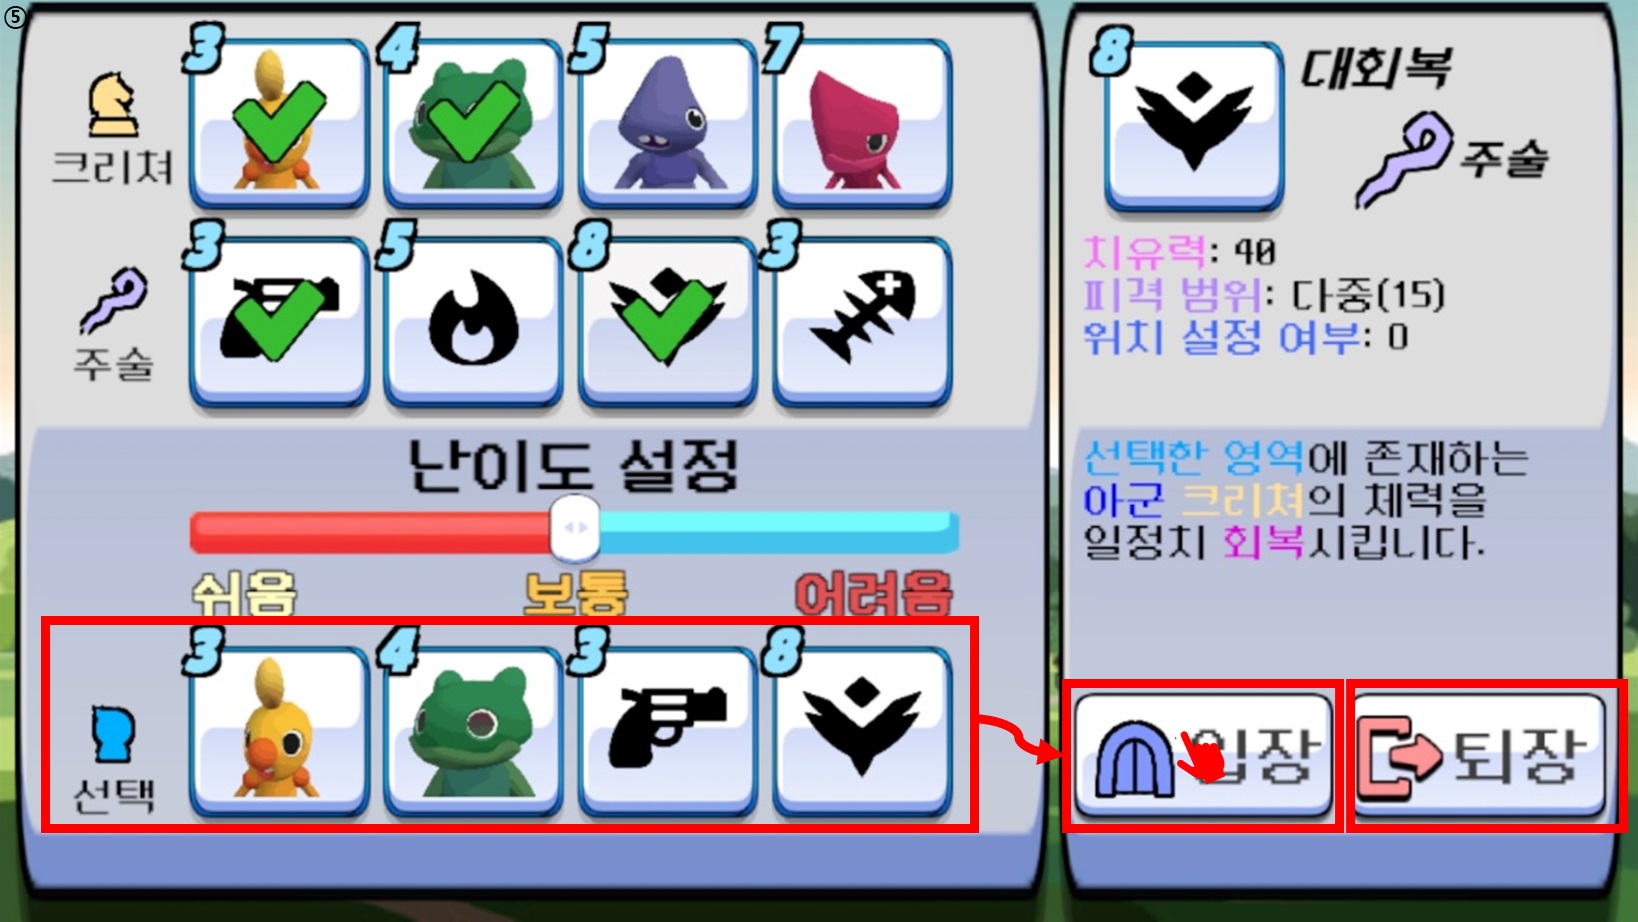 ⑤
3 4 5 7
크리쳐
3 5 8 3
주술
난이도 설정
쉬움 보통 어려움
3 4 3 8
선택
8 대회복
주술
치유력: 40
피격 범위: 다중(15)
위치 설정 여부: 0
선택한 영역에 존재하는
아군 크리쳐의 체력을
일정치 회복시킵니다.
입장 퇴장